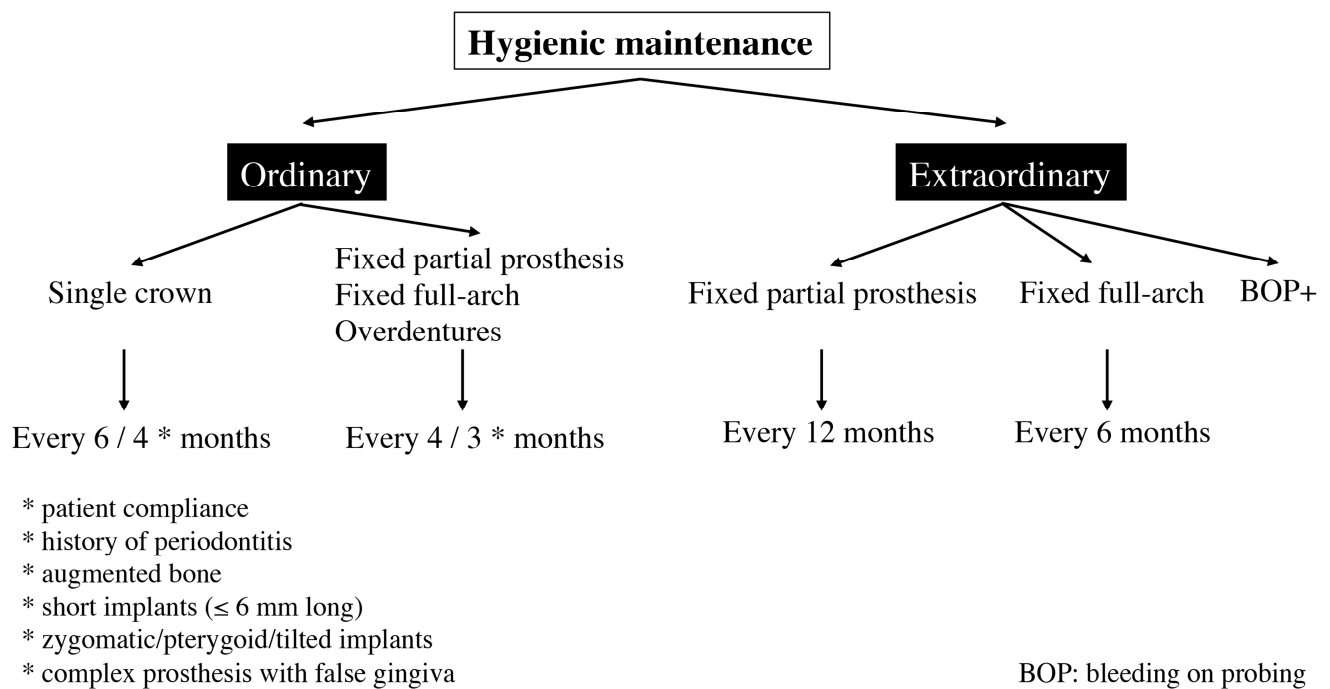 Hygienic maintenance
Ordinary
Extraordinary
Single crown
Fixed partial prosthesis
Fixed full-arch
Overdentures
Fixed partial prosthesis
Fixed full-arch
BOP+
Every 6 / 4 * months
Every 4 / 3 * months
Every 12 months
Every 6 months
* patient compliance
* history of periodontitis
* augmented bone
* short implants (≤ 6 mm long)
* zygomatic/pterygoid/tilted implants
* complex prosthesis with false gingiva
BOP: bleeding on probing